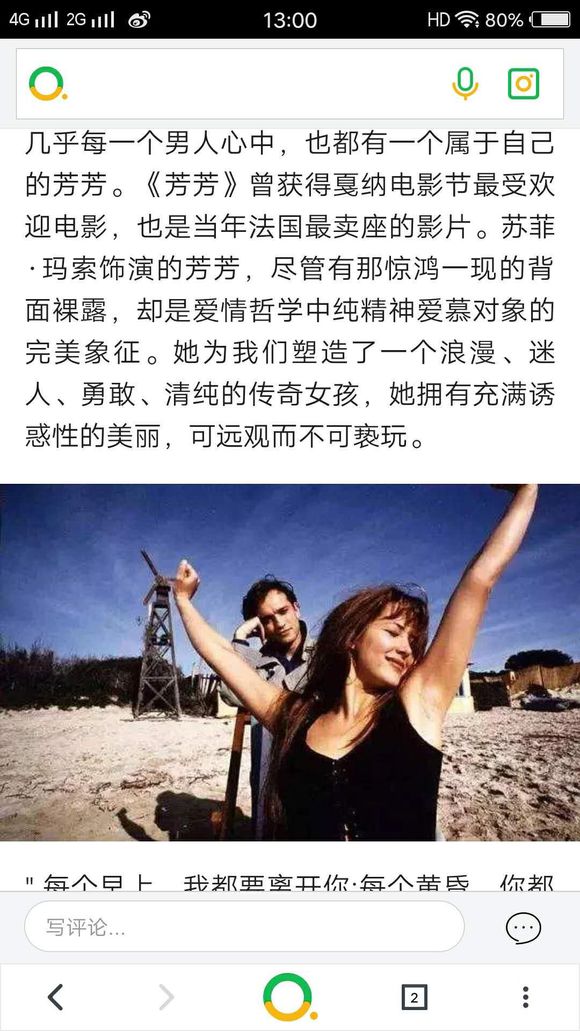 4G 2G 13:00 HD 80%
几乎每一个男人心中，也都有一个属于自己
的芳芳。《芳芳》曾获得戛纳电影节最受欢
迎电影，也是当年法国最卖座的影片。苏菲
·玛索饰演的芳芳，尽管有那惊鸿一现的背
面裸露，却是爱情哲学中纯精神爱慕对象的
完美象征。她为我们塑造了一个浪漫、迷
人、勇敢、清纯的传奇女孩，她拥有充满诱
惑性的美丽，可远观而不可亵玩。
" 每个早上，我都要离开你;每个黄昏，你都
写评论...
2